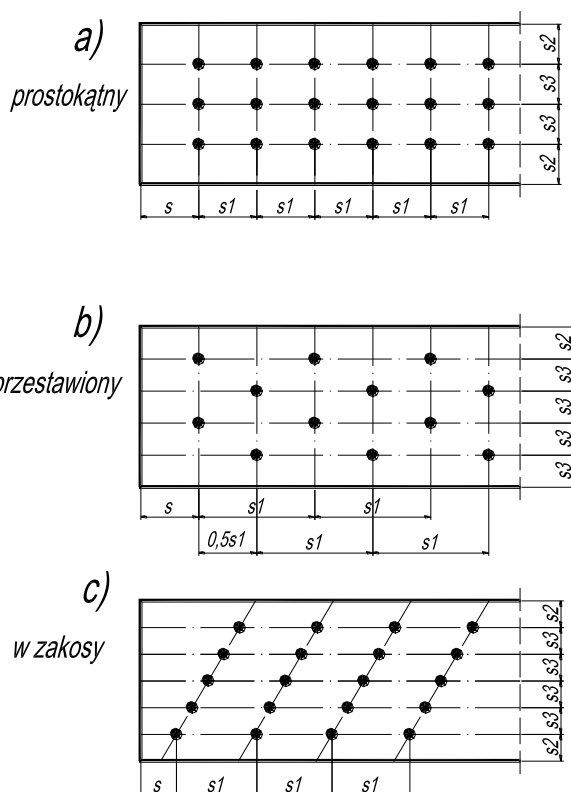 a)
prostokątny
s2
s3
s3
s2
s s1 s1 s1 s1 s1
b)
przestawiony
s2
s3
s3
s3
s3
s s1 s1
0,5s1 s1 s1
c)
w zakosy
s2
s3
s3
s3
s3
s2
s s1 s1 s1